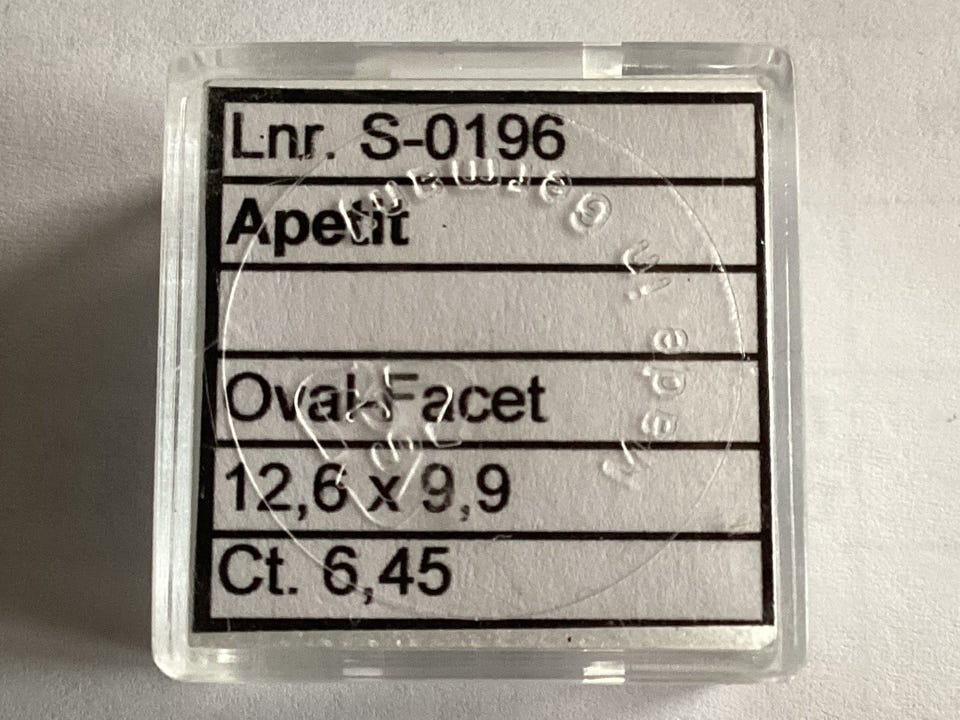 Lnr. S-0196
Apetit
Oval-Facet
12,6 x 9,9
Ct. 6,45
Made in Germany